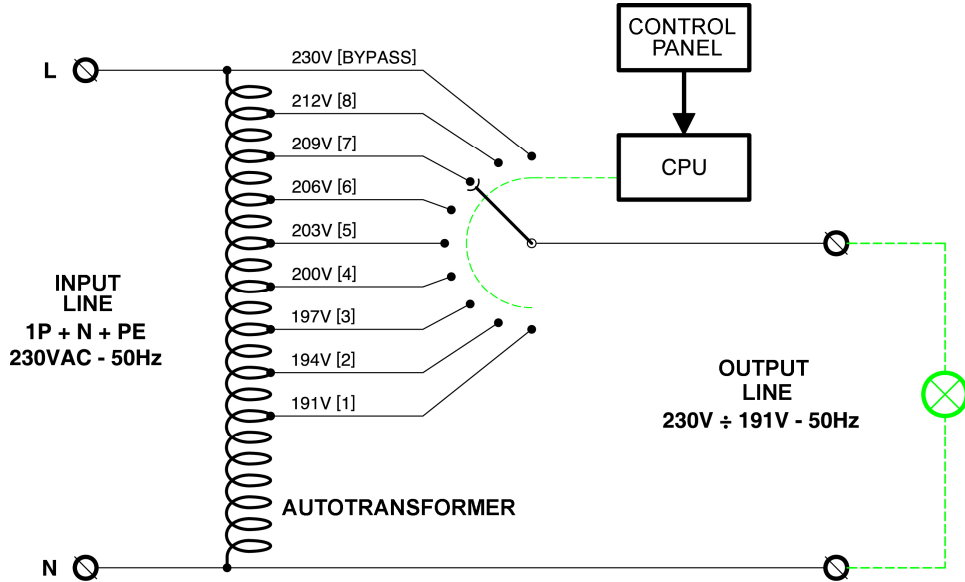 CONTROL
PANEL
L
230V [BYPASS]
212V [8]
209V [7]
CPU
206V [6]
203V [5]
200V [4]
INPUT
LINE
1P + N + PE
230VAC - 50Hz
197V [3]
194V [2]
191V [1]
OUTPUT
LINE
230V ÷ 191V - 50Hz
AUTOTRANSFORMER
N